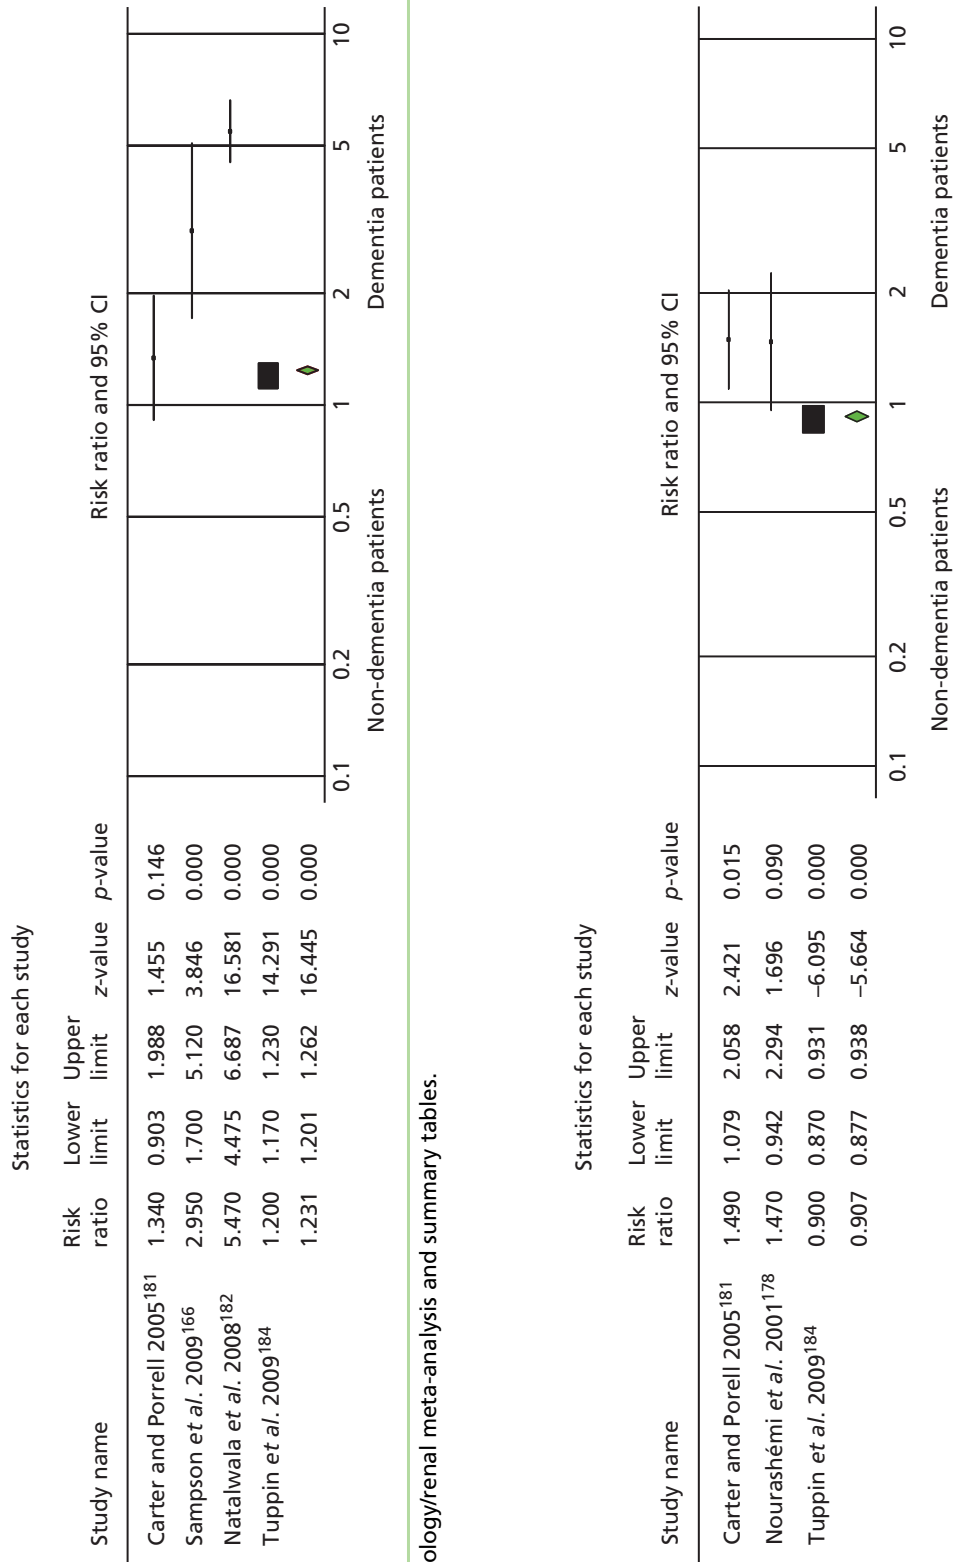 Statistics for each study
Study name Risk ratio Lower limit Upper limit z-value p-value Risk ratio and 95% CI
Carter and Porrell 2005181 1.340 0.903 1.988 1.455 0.146
Sampson et al. 2009166 2.950 1.700 5.120 3.846 0.000
Natalwala et al. 2008182 5.470 4.475 6.687 16.581 0.000
Tuppin et al. 2009184 1.200 1.170 1.230 14.291 0.000
1.231 1.201 1.262 16.445 0.000
0.1 0.2 0.5 1 2 5 10
Non-dementia patients Dementia patients
ology/renal meta-analysis and summary tables.
Statistics for each study
Study name Risk ratio Lower limit Upper limit z-value p-value Risk ratio and 95% CI
Carter and Porell 2005181 1.490 1.079 2.058 2.421 0.015
Nourashémi et al. 2001178 1.470 0.942 2.294 1.696 0.090
Tuppin et al. 2009184 0.900 0.870 0.931 −6.095 0.000
0.907 0.877 0.938 −5.664 0.000
0.1 0.2 0.5 1 2 5 10
Non-dementia patients Dementia patients